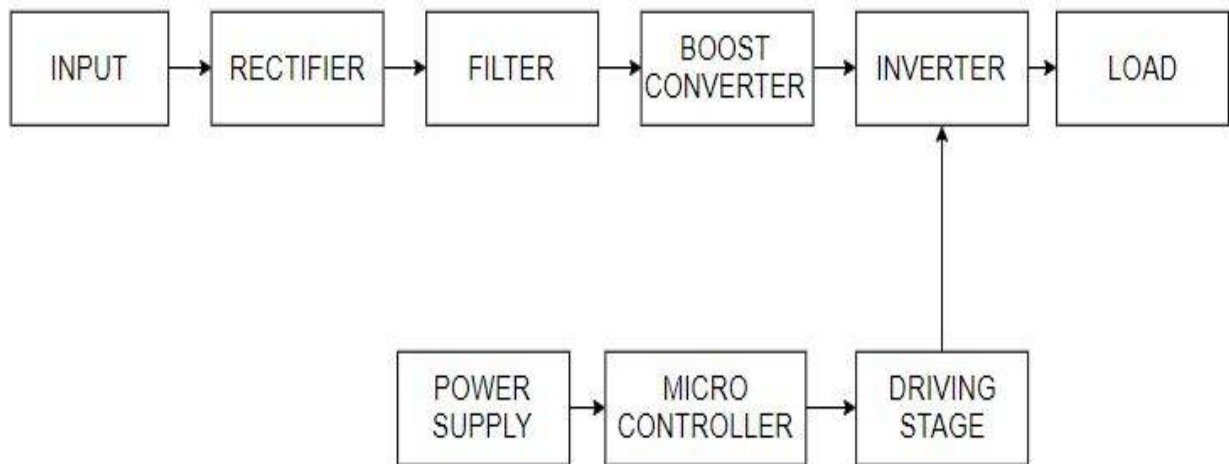 INPUT
RECTIFIER
FILTER
BOOST
CONVERTER
INVERTER
LOAD
POWER
SUPPLY
MICRO
CONTROLLER
DRIVING
STAGE